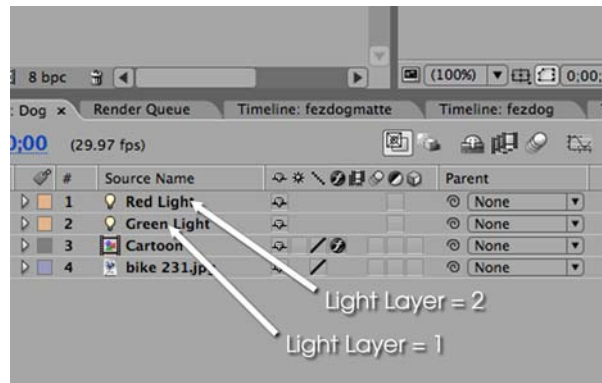 8 bpc (100%) 0;00;
: Dog × Render Queue Timeline: fezdogmatte Timeline: fezdog
0;00 (29.97 fps)
# Source Name Parent
1 Red Light None
2 Green Light None
3 Cartoon None
4 bike 231.jpg None
Light Layer = 2
Light Layer = 1